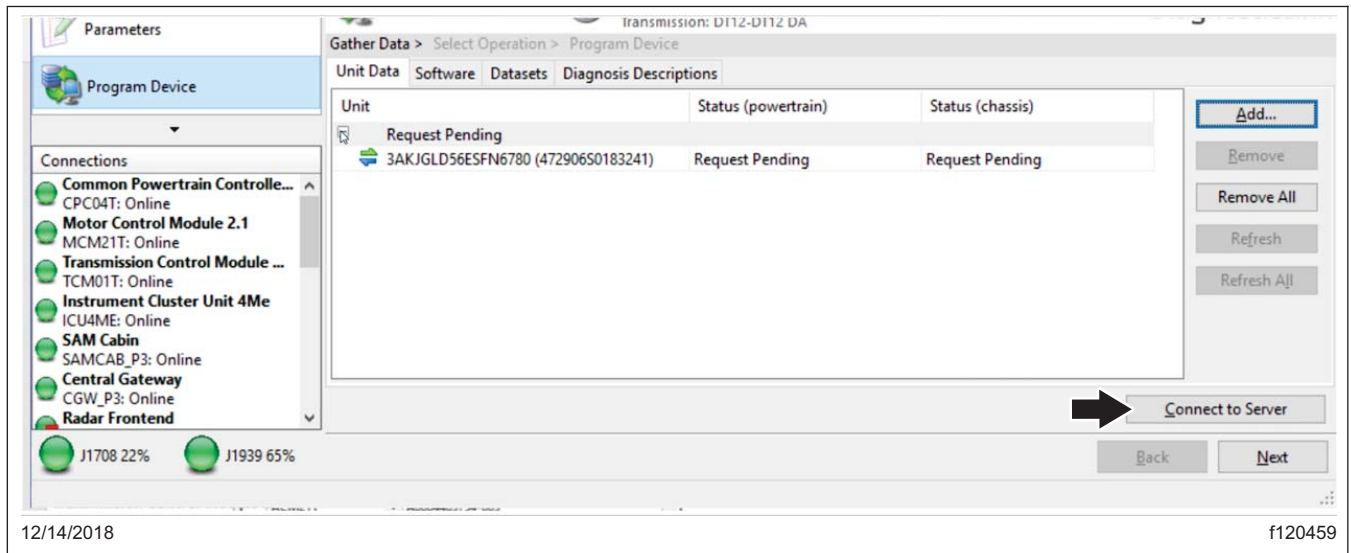 Parameters
Transmission: DT12-DT12 DA
Gather Data > Select Operation > Program Device
Program Device
Unit Data Software Datasets Diagnosis Descriptions
Unit Status (powertrain) Status (chassis)
Request Pending
3AKJGLD56ESFN6780 (472906S0183241) Request Pending Request Pending
Add...
Remove
Remove All
Refresh
Refresh All
Connections
Common Powertrain Controlle...
CPC04T: Online
Motor Control Module 2.1
MCM21T: Online
Transmission Control Module ...
TCM01T: Online
Instrument Cluster Unit 4Me
ICU4ME: Online
SAM Cabin
SAMCAB_P3: Online
Central Gateway
CGW_P3: Online
Radar Frontend
Connect to Server
J1708 22% J1939 65%
Back Next
12/14/2018 f120459